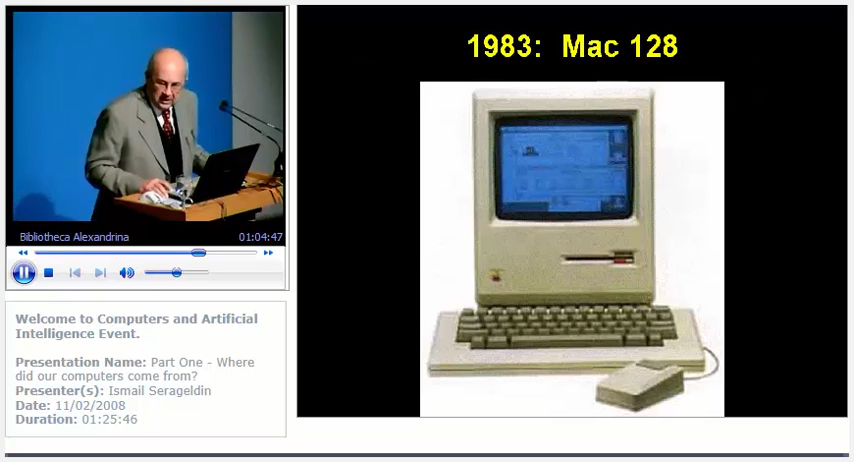 1983:  Mac 128
Bibliotheca Alexandrina
01:04:47
Welcome to Computers and Artificial
Intelligence Event.
Presentation Name: Part One - Where
did our computers come from?
Presenter(s): Ismail Serageldin
Date: 11/02/2008
Duration: 01:25:46